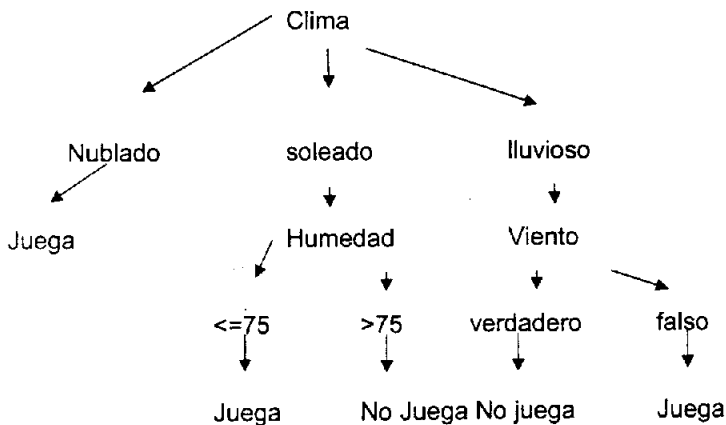 Clima
Nublado soleado lluvioso
Juega Humedad Viento
<=75 >75 verdadero falso
Juega No Juega No juega Juega